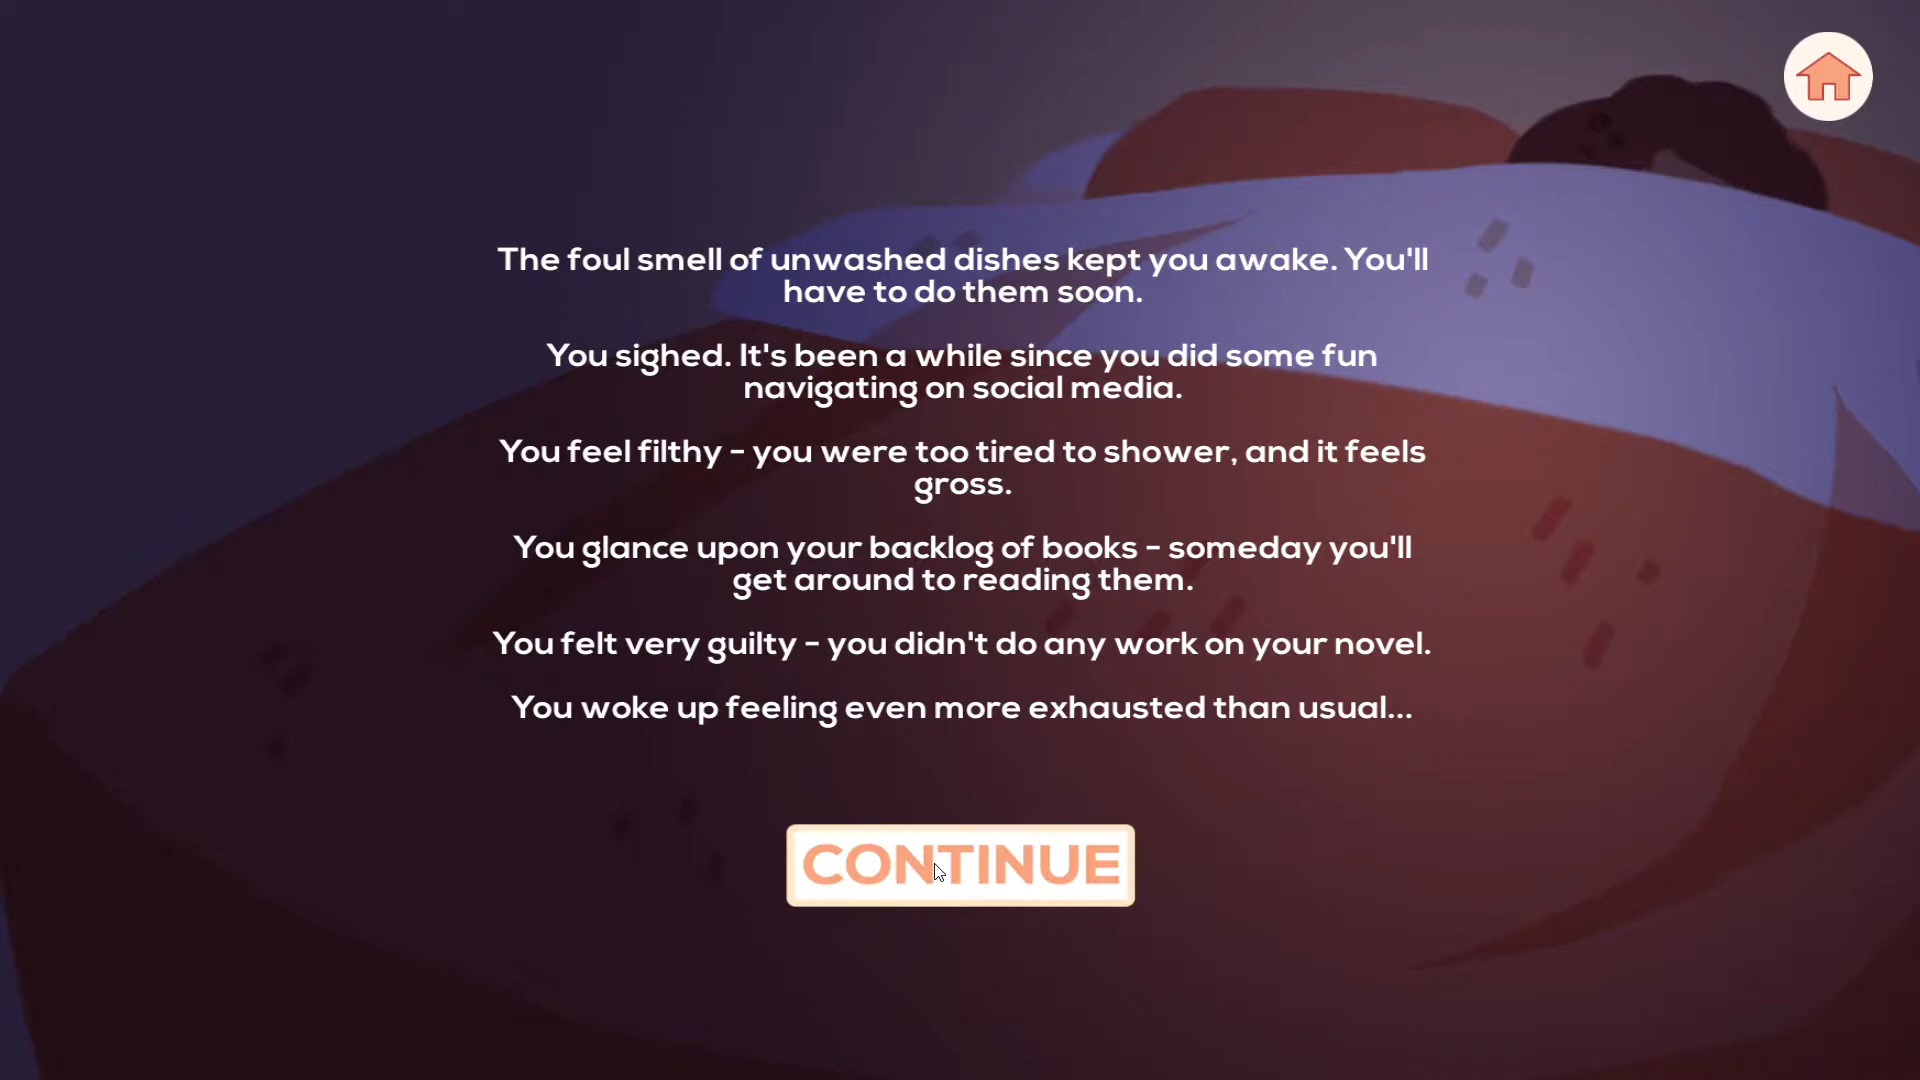 The foul smell of unwashed dishes kept you awake. You'll
have to do them soon.
You sighed. It's been a while since you did some fun
navigating on social media.
You feel filthy - you were too tired to shower, and it feels
gross.
You glance upon your backlog of books - someday you'll
get around to reading them.
You felt very guilty - you didn't do any work on your novel.
You woke up feeling even more exhausted than usual...
CONTINUE